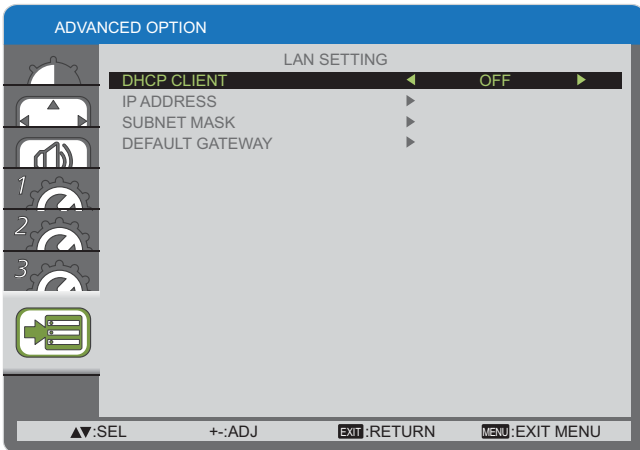 ADVANCED OPTION
LAN SETTING
DHCP CLIENT ◀ OFF ▶
IP ADDRESS ▶
SUBNET MASK ▶
DEFAULT GATEWAY ▶
1
2
3
▲▼:SEL +-:ADJ EXIT:RETURN MENU:EXIT MENU